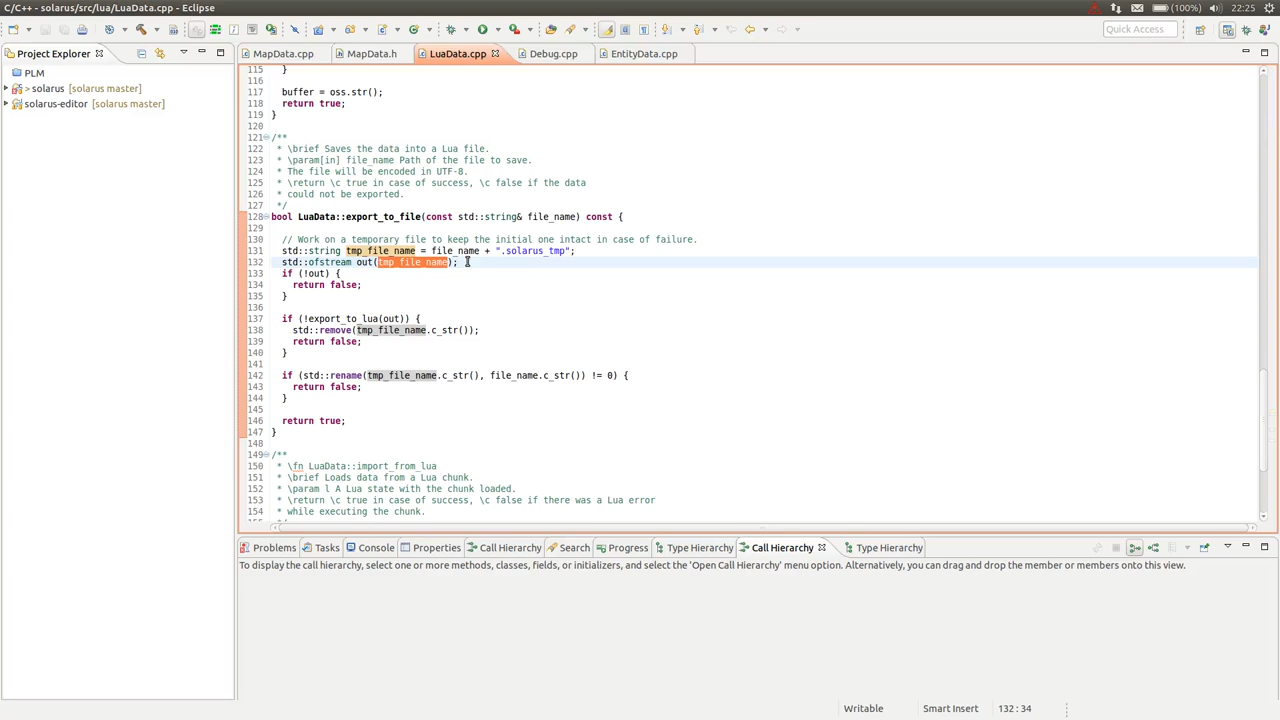 C/C++ - solarus/src/lua/LuaData.cpp - Eclipse
(100%) 22:25
Quick Access
Project Explorer
MapData.cpp MapData.h LuaData.cpp Debug.cpp EntityData.cpp
PLM
> solarus [solarus master]
solarus-editor [solarus master]
115 }
116
117 buffer = oss.str();
118 return true;
119 }
120
121 /**
122 * \brief Saves the data into a Lua file.
123 * \param[in] file_name Path of the file to save.
124 * The file will be encoded in UTF-8.
125 * \return \c true in case of success, \c false if the data
126 * could not be exported.
127 */
128 bool LuaData::export_to_file(const std::string& file_name) const {
129
130 // Work on a temporary file to keep the initial one intact in case of failure.
131 std::string tmp_file_name = file_name + ".solarus_tmp";
132 std::ofstream out(tmp_file_name);
133 if (!out) {
134 return false;
135 }
136
137 if (!export_to_lua(out)) {
138 std::remove(tmp_file_name.c_str());
139 return false;
140 }
141
142 if (std::rename(tmp_file_name.c_str(), file_name.c_str()) != 0) {
143 return false;
144 }
145
146 return true;
147 }
148
149 /**
150 * \fn LuaData::import_from_lua
151 * \brief Loads data from a Lua chunk.
152 * \param l A Lua state with the chunk loaded.
153 * \return \c true in case of success, \c false if there was a Lua error
154 * while executing the chunk.
155 */
Problems Tasks Console Properties Call Hierarchy Search Progress Type Hierarchy Call Hierarchy Type Hierarchy
To display the call hierarchy, select one or more methods, classes, fields, or initializers, and select the 'Open Call Hierarchy' menu option. Alternatively, you can drag and drop the member or members onto this view.
Writable Smart Insert 132 : 34